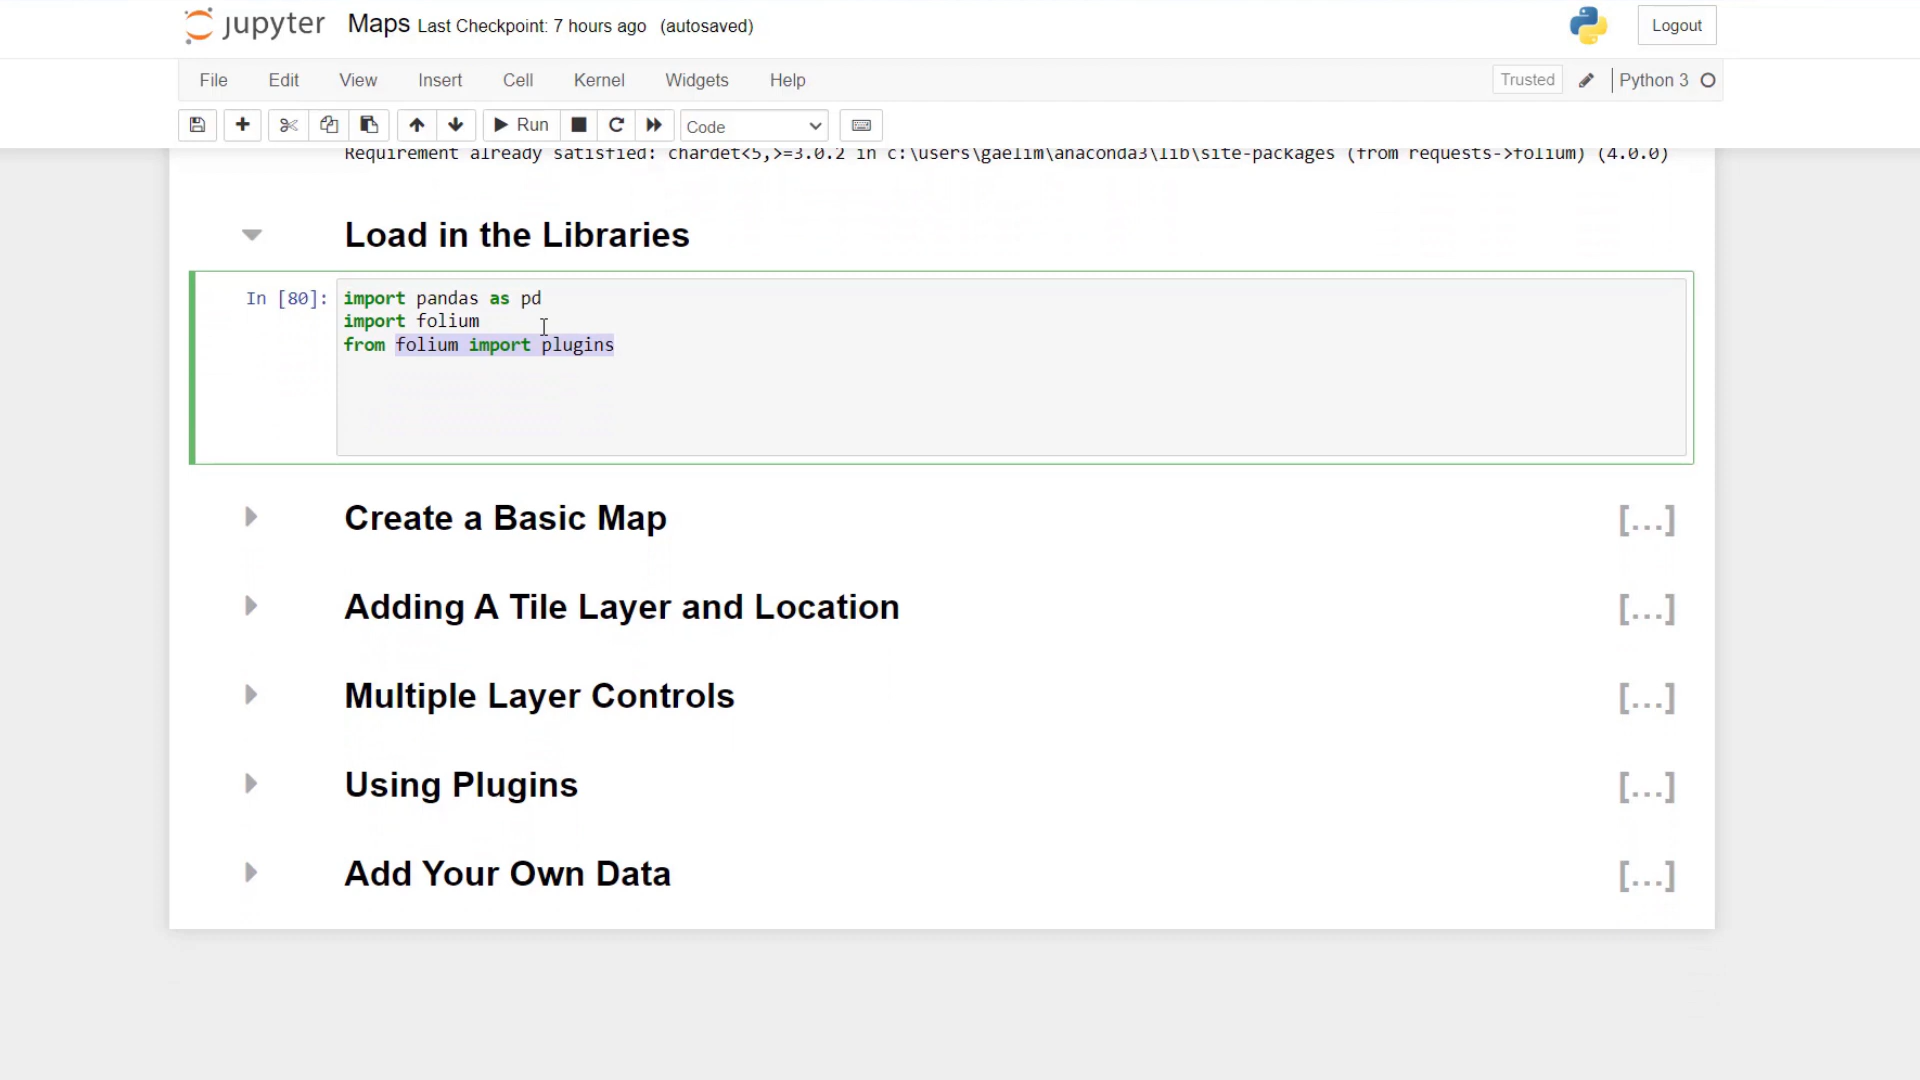 jupyter Maps Last Checkpoint: 7 hours ago (autosaved) Logout
File Edit View Insert Cell Kernel Widgets Help Trusted Python 3
Run Code
Requirement already satisfied: chardet<5,>=3.0.2 in c:\users\gaelim\anaconda3\lib\site-packages (from requests->folium) (4.0.0)
Load in the Libraries
In [80]: import pandas as pd
import folium
from folium import plugins
Create a Basic Map [...]
Adding A Tile Layer and Location [...]
Multiple Layer Controls [...]
Using Plugins [...]
Add Your Own Data [...]